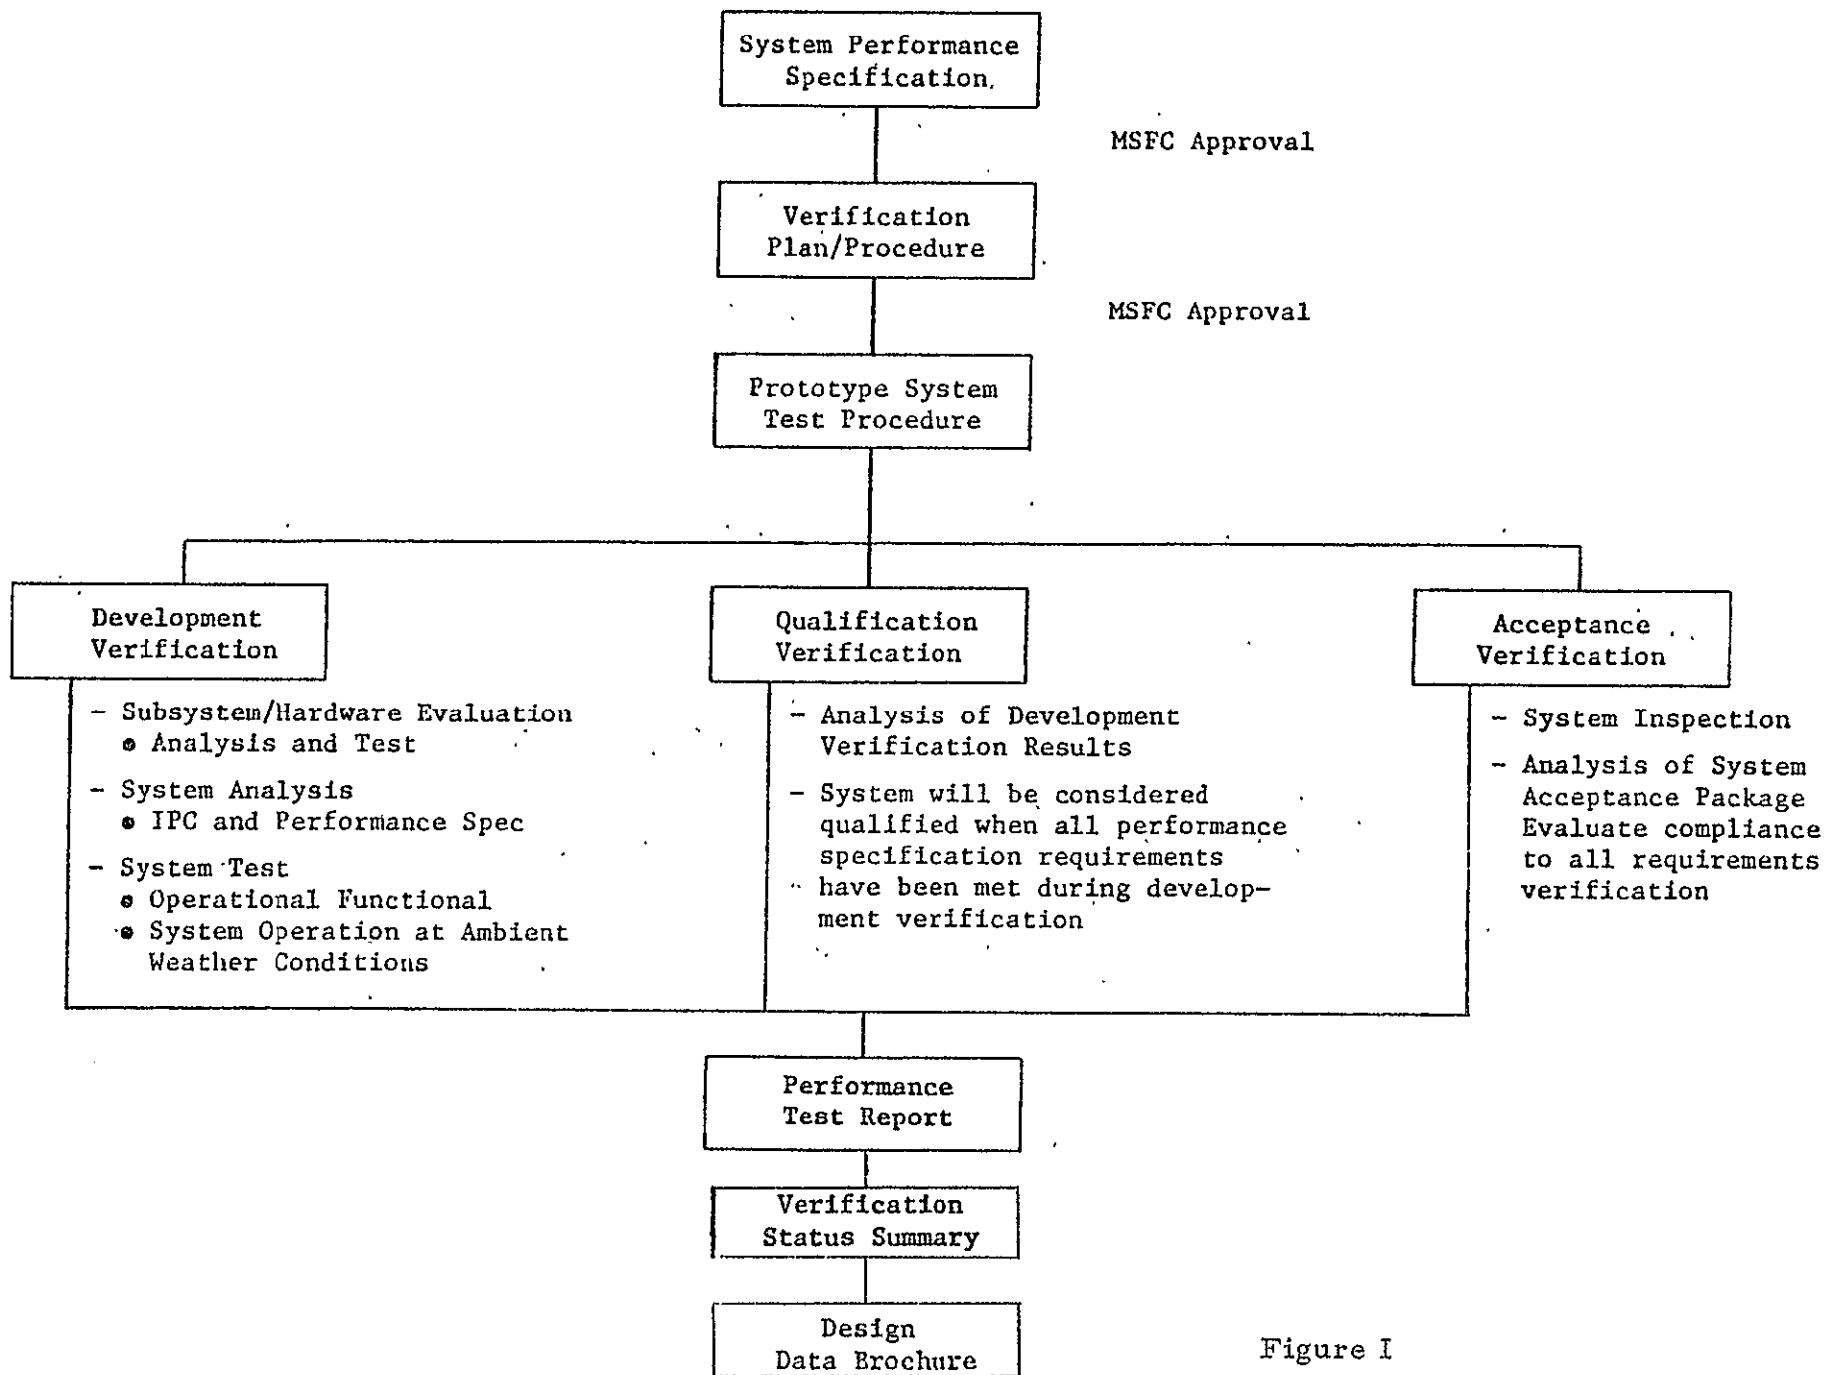 System Performance
Specification
MSFC Approval
Verification
Plan/Procedure
MSFC Approval
Prototype System
Test Procedure
Development
Verification
- Subsystem/Hardware Evaluation
• Analysis and Test
- System Analysis
• IPC and Performance Spec
- System Test
• Operational Functional
• System Operation at Ambient
Weather Conditions
Qualification
Verification
- Analysis of Development
Verification Results
- System will be considered
qualified when all performance
specification requirements
have been met during develop-
ment verification
Acceptance
Verification
- System Inspection
- Analysis of System
Acceptance Package
Evaluate compliance
to all requirements
verification
Performance
Test Report
Verification
Status Summary
Design
Data Brochure
Figure I